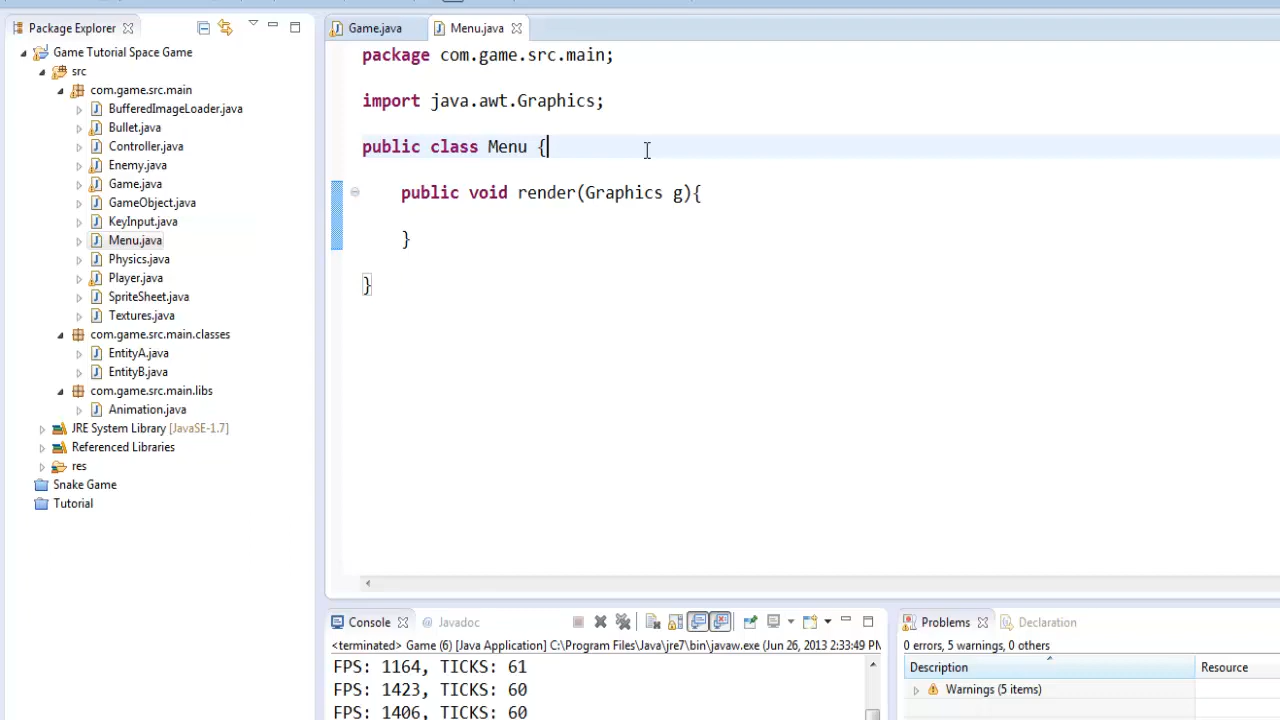 Package Explorer
Game Tutorial Space Game
src
com.game.src.main
BufferedImageLoader.java
Bullet.java
Controller.java
Enemy.java
Game.java
GameObject.java
KeyInput.java
Menu.java
Physics.java
Player.java
SpriteSheet.java
Textures.java
com.game.src.main.classes
EntityA.java
EntityB.java
com.game.src.main.libs
Animation.java
JRE System Library [JavaSE-1.7]
Referenced Libraries
res
Snake Game
Tutorial
Game.java Menu.java
package com.game.src.main;
import java.awt.Graphics;
public class Menu {
public void render(Graphics g){
}
}
Console @ Javadoc
<terminated> Game (6) [Java Application] C:\Program Files\Java\jre7\bin\javaw.exe (Jun 26, 2013 2:33:49 PM
FPS: 1164, TICKS: 61
FPS: 1423, TICKS: 60
FPS: 1406, TICKS: 60
Problems Declaration
0 errors, 5 warnings, 0 others
Description Resource
Warnings (5 items)